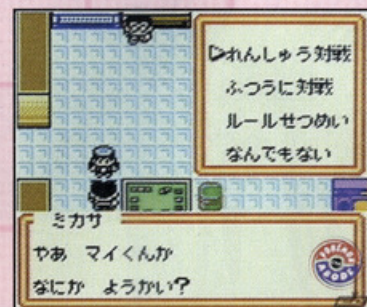 れんしゅう対戦
ふつうに対戦
ルールせつめい
なんでもない
ミカサ
やあ マイくんか
なにか ようかい?